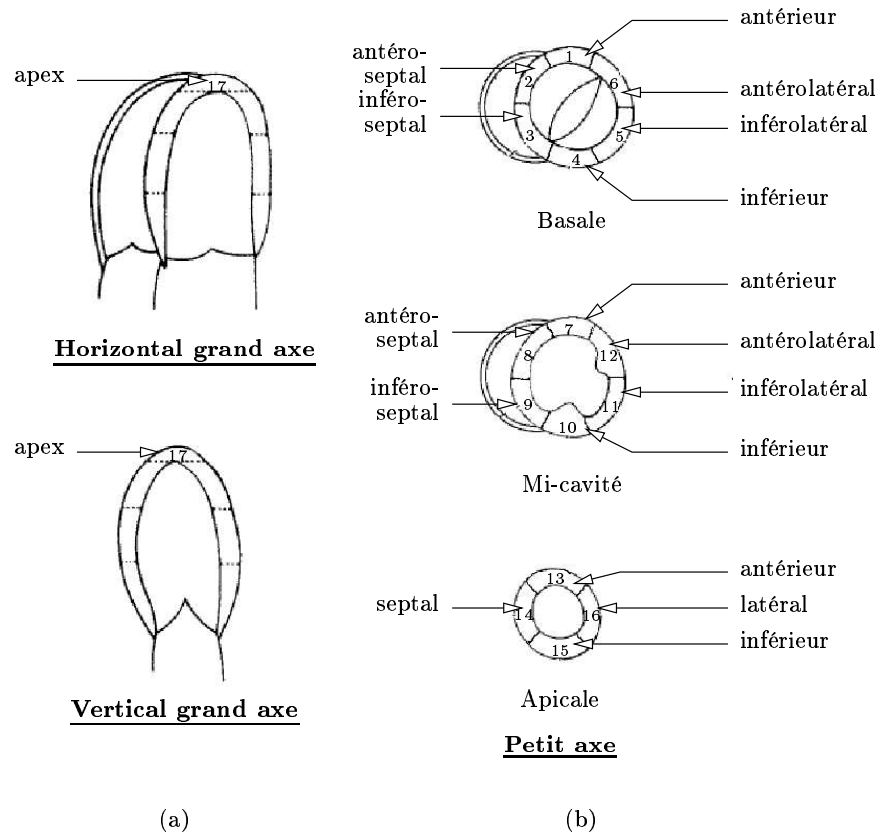 apex
17
Horizontal grand axe
apex
17
Vertical grand axe
(a)
antérieur
antéro-
septal
inféro-
septal
1
2
3
4
5
6
antérolatéral
inférolatéral
inférieur
Basale
antérieur
antéro-
septal
inféro-
septal
7
8
9
10
11
12
antérolatéral
inférolatéral
inférieur
Mi-cavité
septal
13
14
15
16
antérieur
latéral
inférieur
Apicale
Petit axe
(b)